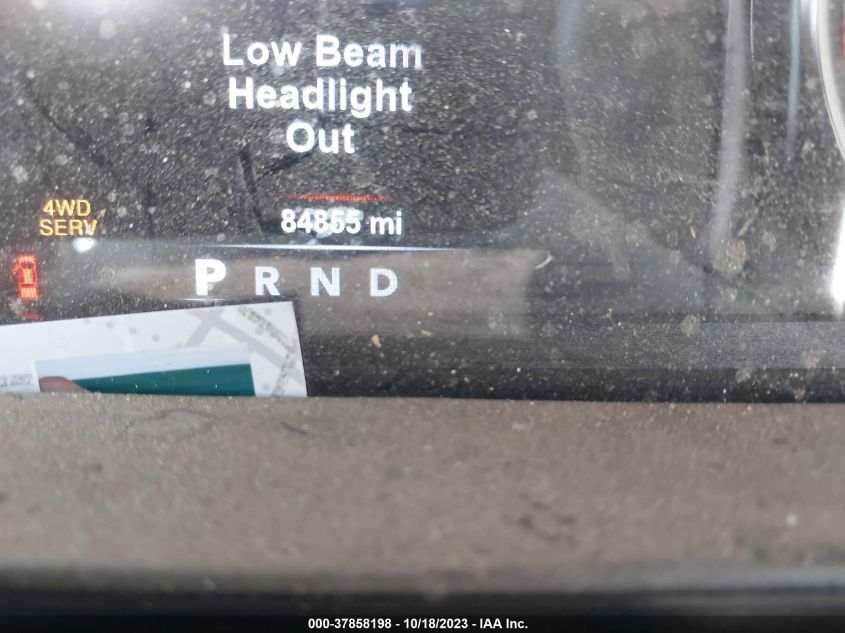 Low Beam
Headlight
Out
4WD
SERV
84855 mi
P R N D
000-37858198 - 10/18/2023 - IAA Inc.